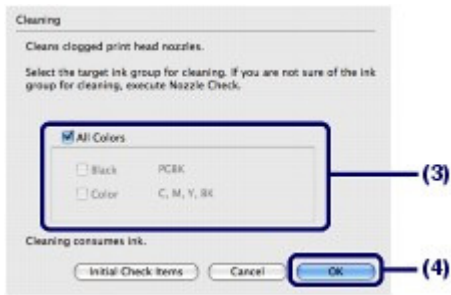 Cleaning
Cleans clogged print head nozzles.
Select the target ink group for cleaning. If you are not sure of the ink
group for cleaning, execute Nozzle Check.
All Colors
Black PGBK
Color C, M, Y, BK
(3)
Cleaning consumes ink.
Initial Check Items Cancel OK
(4)